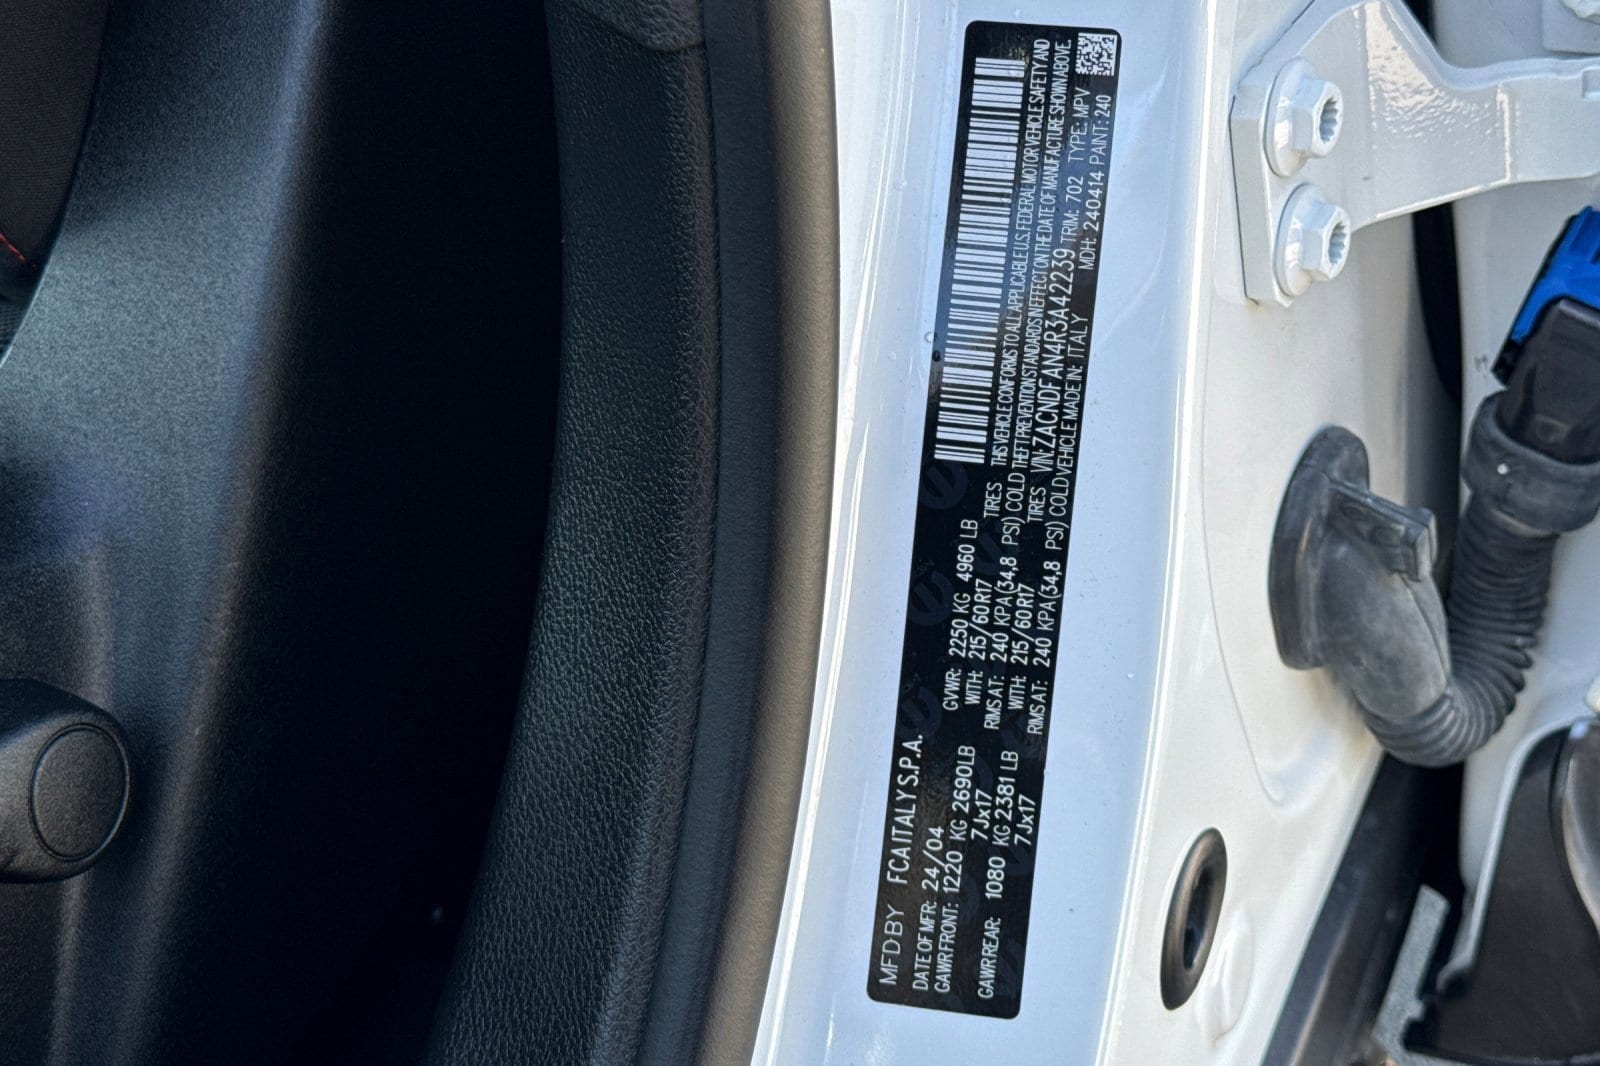 MFD BY FCA ITALY S.P.A.
DATE OF MFR: 24/04 GVWR: 2250 KG 4960 LB
GAWR FRONT: 1220 KG 2690LB WITH: 215/60R17 TIRES
7Jx17 RIMS AT: 240 KPA(34,8 PSI) COLD
GAWR REAR: 1080 KG 2381 LB WITH: 215/60R17 TIRES
7Jx17 RIMS AT: 240 KPA(34,8 PSI) COLD
THIS VEHICLE CONFORMS TO ALL APPLICABLE U.S. FEDERAL MOTOR VEHICLE SAFETY AND
THEFT PREVENTION STANDARDS IN EFFECT ON THE DATE OF MANUFACTURE SHOWN ABOVE.
VIN: ZACNDFAN4R3A42239 TRIM: 702 TYPE: MPV
VEHICLE MADE IN: ITALY MDH: 240414 PAINT: 240